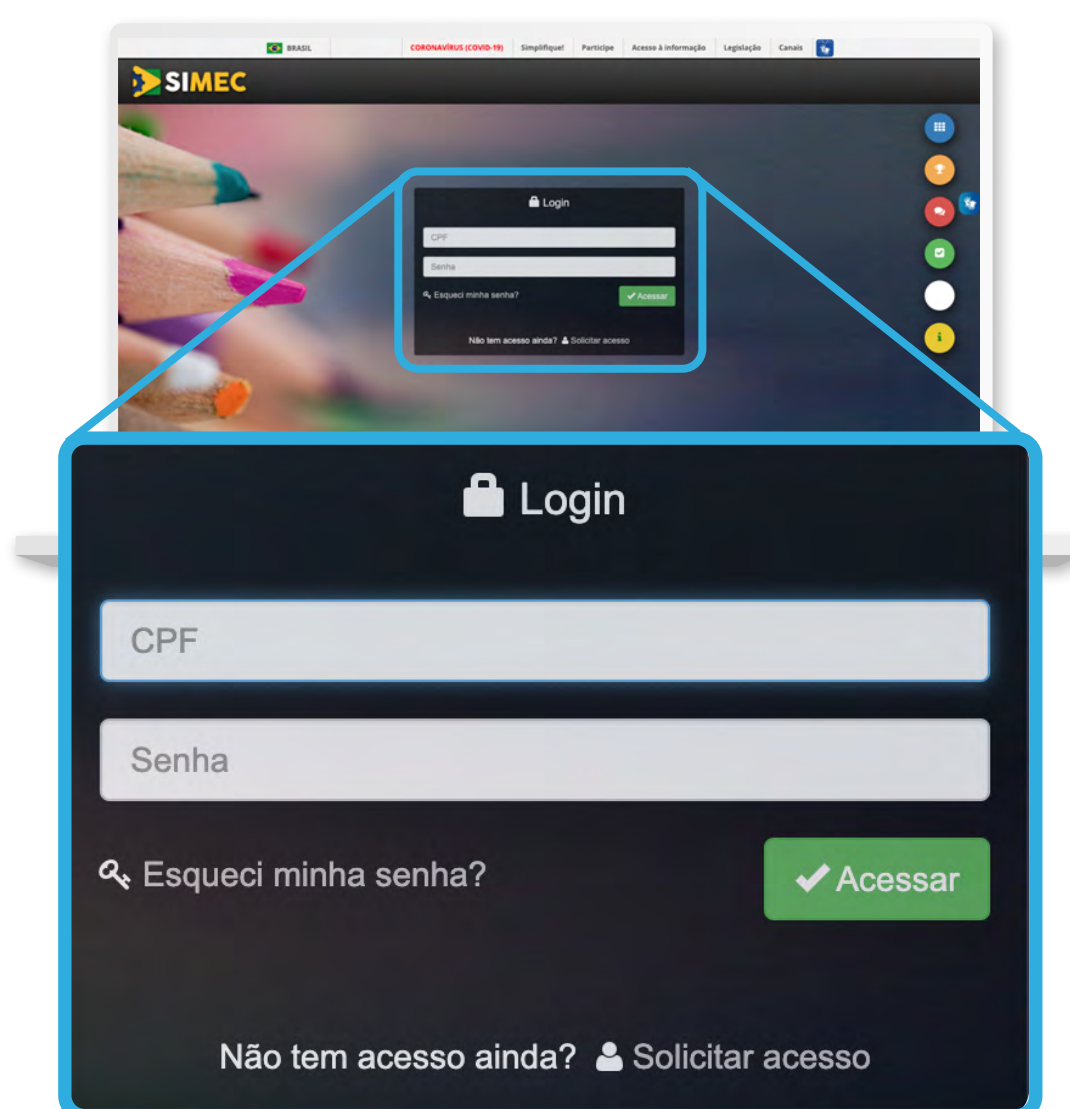 BRASIL CORONAVÍRUS (COVID-19) Simplifique! Participe Acesso à informação Legislação Canais
SIMEC
Login
CPF
Senha
Esqueci minha senha? Acessar
Não tem acesso ainda? Solicitar acesso
Login
CPF
Senha
Esqueci minha senha? Acessar
Não tem acesso ainda? Solicitar acesso